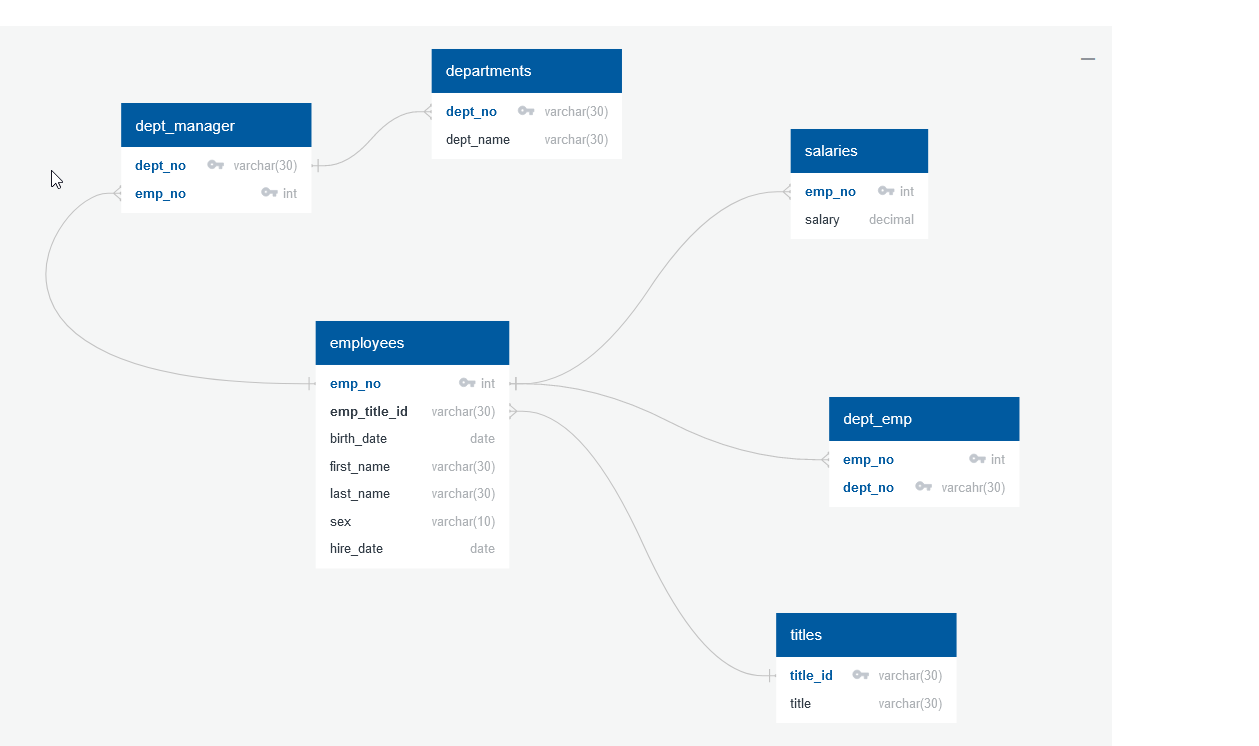 departments
dept_no varchar(30)
dept_name varchar(30)
dept_manager
dept_no varchar(30)
emp_no int
salaries
emp_no int
salary decimal
employees
emp_no int
emp_title_id varchar(30)
birth_date date
first_name varchar(30)
last_name varchar(30)
sex varchar(10)
hire_date date
dept_emp
emp_no int
dept_no varcahr(30)
titles
title_id varchar(30)
title varchar(30)